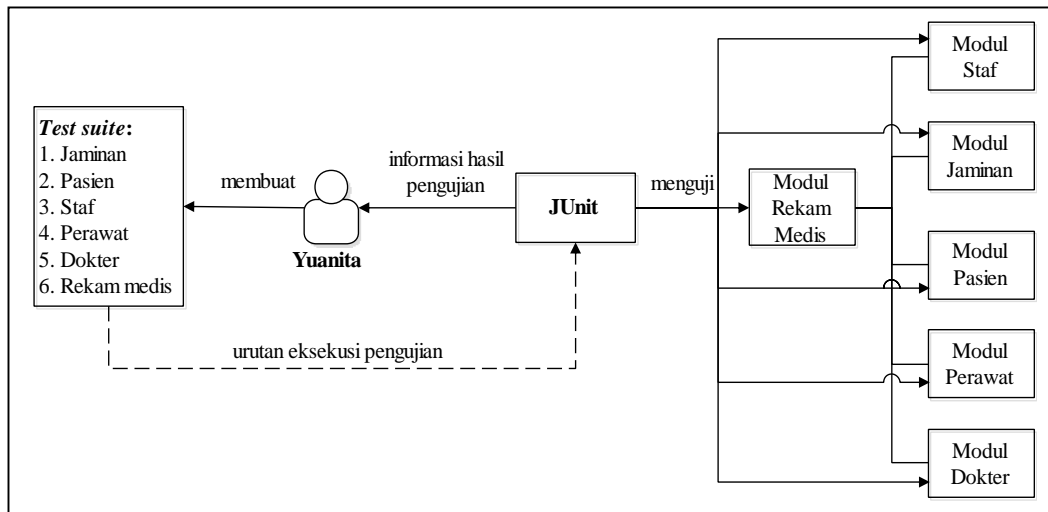 Test suite:
1. Jaminan
2. Pasien
3. Staf
4. Perawat
5. Dokter
6. Rekam medis
membuat
Yuanita
informasi hasil
pengujian
JUnit
menguji
urutan eksekusi pengujian
Modul
Rekam
Medis
Modul
Staf
Modul
Jaminan
Modul
Pasien
Modul
Perawat
Modul
Dokter